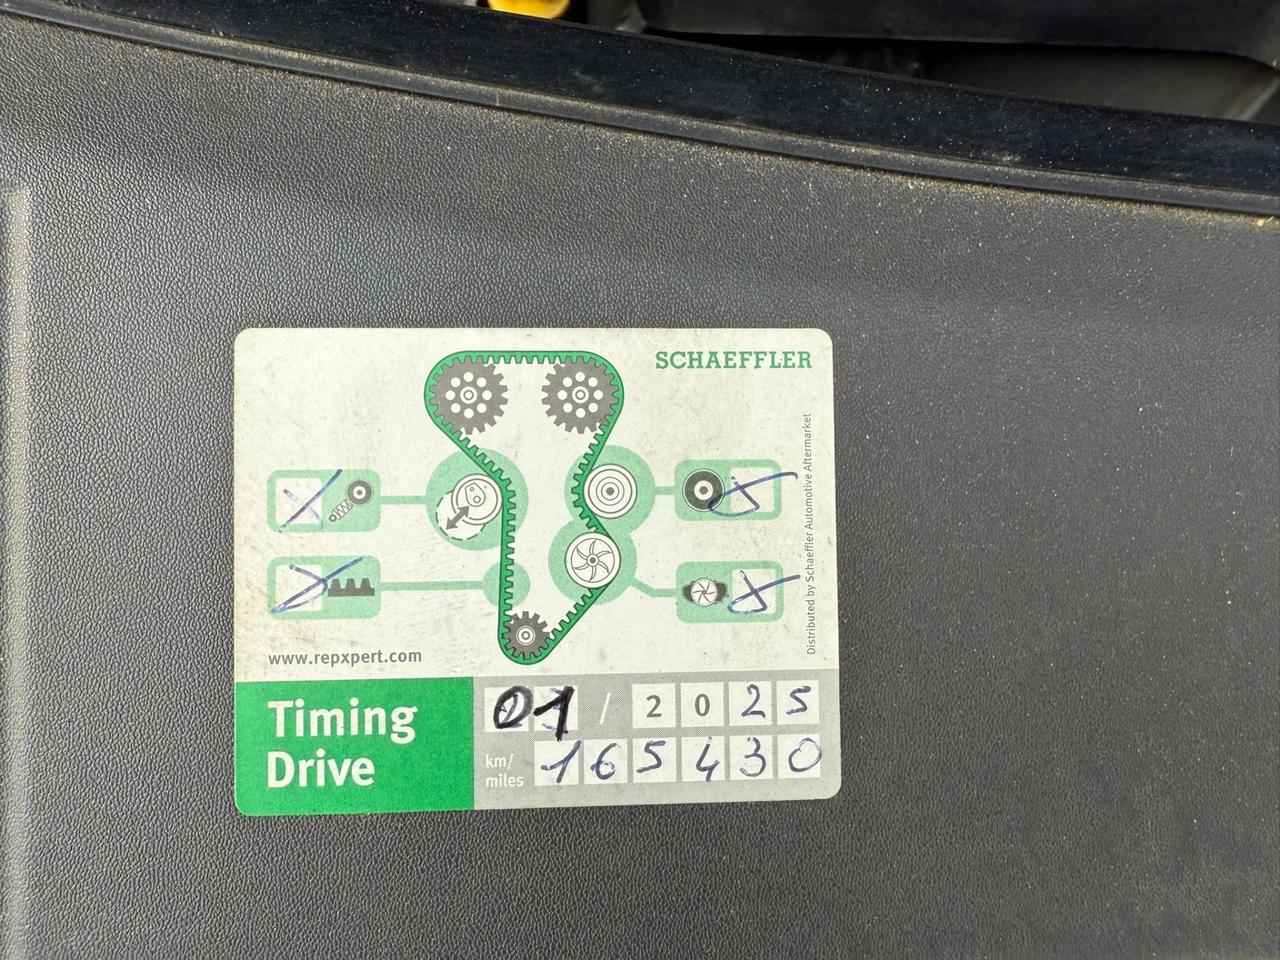 SCHAEFFLER
Distributed by Schaeffler Automotive Aftermarket
www.repxpert.com
Timing
Drive
01 / 2025
km/
miles
165430